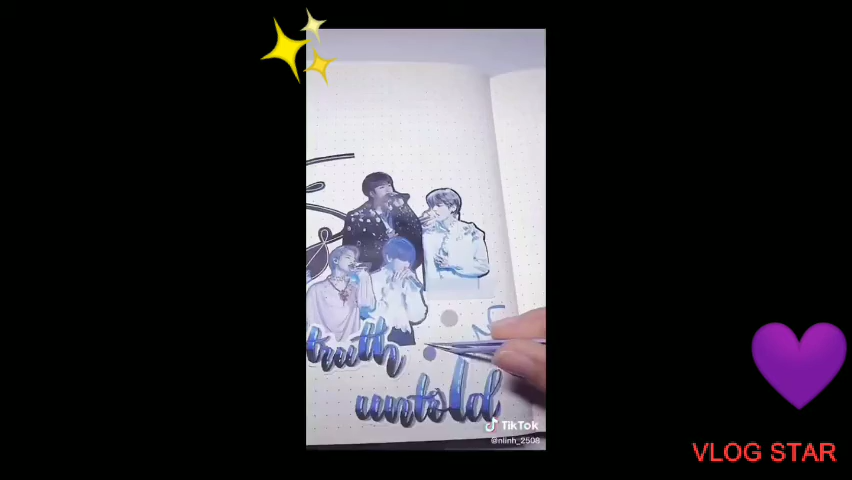 truth
untold
TikTok
@nlinh_2508
VLOG STAR